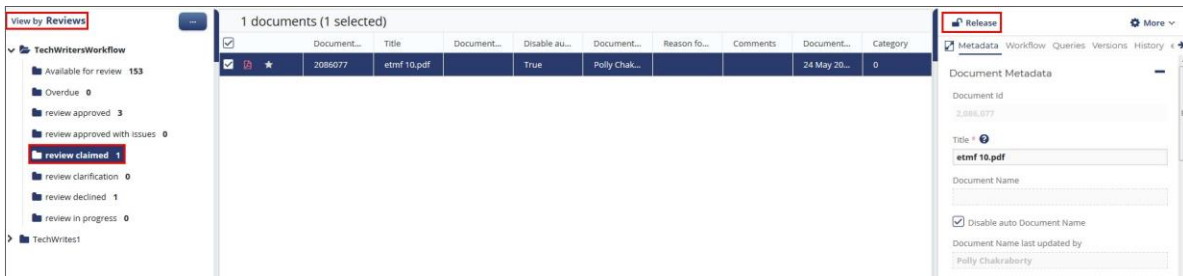 View by Reviews
...
TechWritersWorkflow
Available for review 153
Overdue 0
review approved 3
review approved with issues 0
review claimed 1
review clarification 0
review declined 1
review in progress 0
TechWrites1
1 documents (1 selected)
Document... Title Document... Disable au... Document... Reason fo... Comments Document... Category
2086077 etmf 10.pdf True Polly Chak... 24 May 20... 0
Release More
Metadata Workflow Queries Versions History
Document Metadata
Document Id
2,086,077
Title *
etmf 10.pdf
Document Name
Disable auto Document Name
Document Name last updated by
Polly Chakraborty